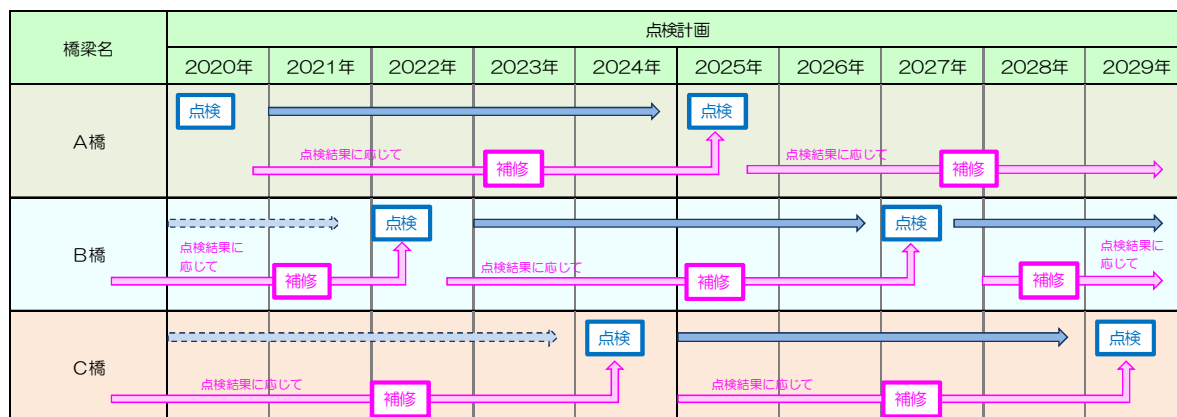 橋梁名
点検計画
2020年 2021年 2022年 2023年 2024年 2025年 2026年 2027年 2028年 2029年
A橋
点検
点検
点検結果に応じて
補修
点検結果に応じて
補修
B橋
点検
点検
点検結果に
応じて
補修
点検結果に応じて
補修
補修
点検結果に
応じて
C橋
点検
点検
点検結果に応じて
補修
点検結果に応じて
補修